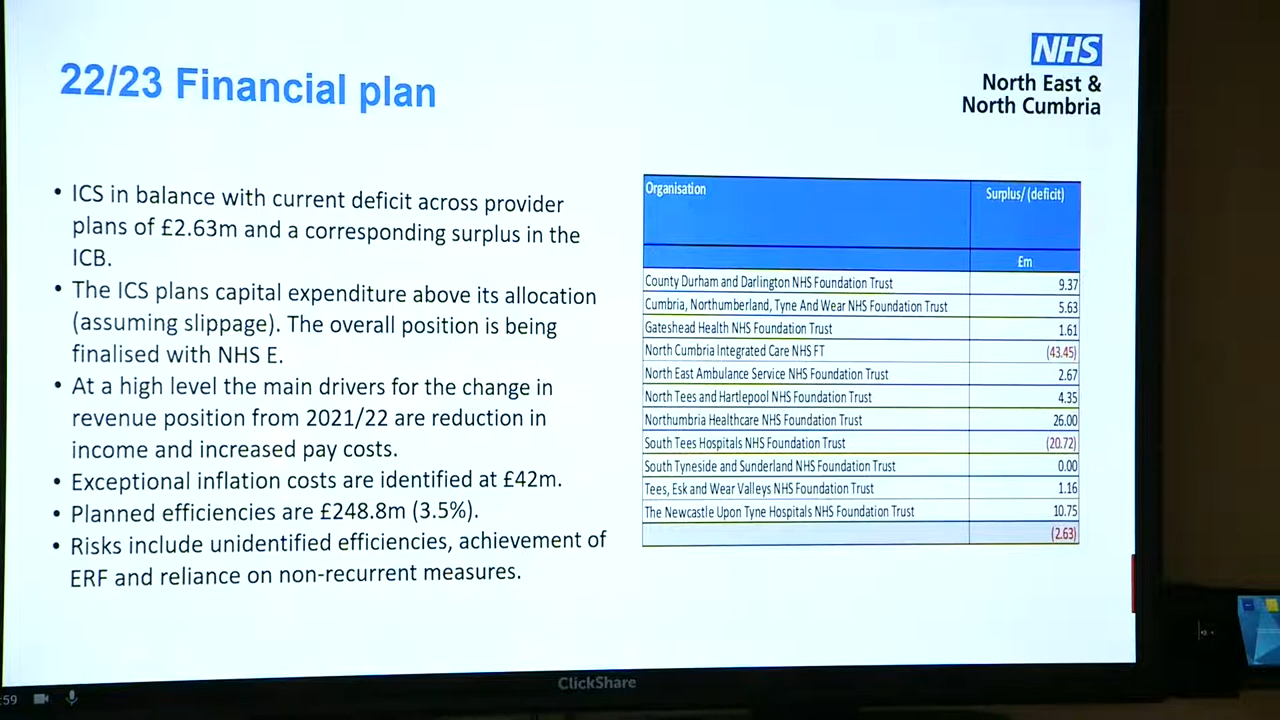 22/23 Financial plan
NHS
North East &
North Cumbria
• ICS in balance with current deficit across provider
plans of £2.63m and a corresponding surplus in the
ICB.
• The ICS plans capital expenditure above its allocation
(assuming slippage). The overall position is being
finalised with NHS E.
• At a high level the main drivers for the change in
revenue position from 2021/22 are reduction in
income and increased pay costs.
• Exceptional inflation costs are identified at £42m.
• Planned efficiencies are £248.8m (3.5%).
• Risks include unidentified efficiencies, achievement of
ERF and reliance on non-recurrent measures.
Organisation Surplus/ (deficit)
£m
County Durham and Darlington NHS Foundation Trust 9.37
Cumbria, Northumberland, Tyne And Wear NHS Foundation Trust 5.63
Gateshead Health NHS Foundation Trust 1.61
North Cumbria Integrated Care NHS FT (43.45)
North East Ambulance Service NHS Foundation Trust 2.67
North Tees and Hartlepool NHS Foundation Trust 4.35
Northumbria Healthcare NHS Foundation Trust 26.00
South Tees Hospitals NHS Foundation Trust (20.72)
South Tyneside and Sunderland NHS Foundation Trust 0.00
Tees, Esk and Wear Valleys NHS Foundation Trust 1.16
The Newcastle Upon Tyne Hospitals NHS Foundation Trust 10.75
(2.63)
:59
ClickShare